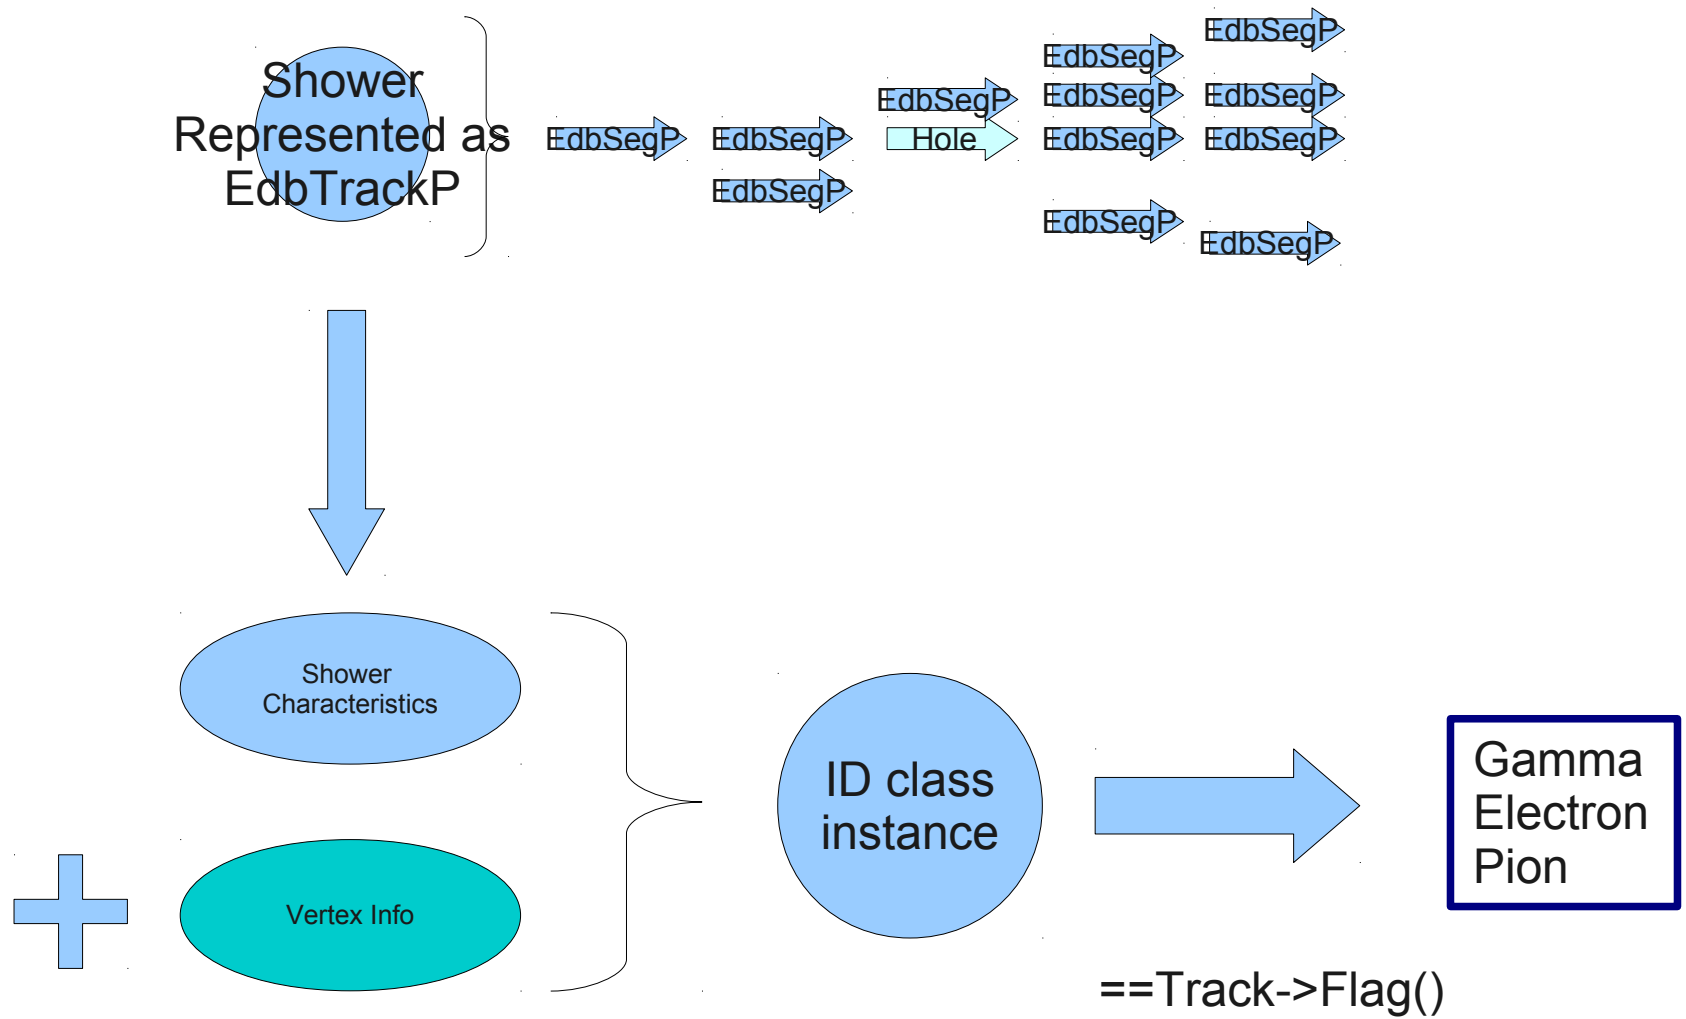 Shower
Represented as
EdbTrackP
EdbSegP
EdbSegP
EdbSegP
EdbSegP
Hole
EdbSegP
EdbSegP
EdbSegP
EdbSegP
EdbSegP
EdbSegP
EdbSegP
EdbSegP
Shower
Characteristics
Vertex Info
ID class
instance
Gamma
Electron
Pion
==Track->Flag()